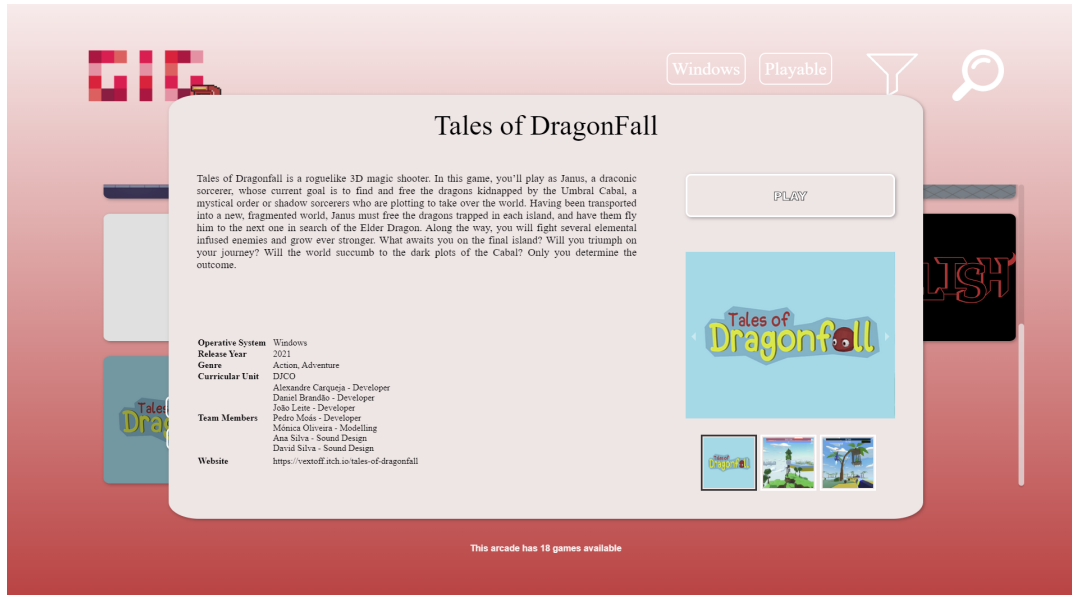 GIG
Windows
Playable
Tales of DragonFall
Tales of Dragonfall is a roguelike 3D magic shooter. In this game, you'll play as Janus, a draconic
sorcerer, whose current goal is to find and free the dragons kidnapped by the Umbral Cabal, a
mystical order or shadow sorcerers who are plotting to take over the world. Having been transported
into a new, fragmented world, Janus must free the dragons trapped in each island, and have them fly
him to the next one in search of the Elder Dragon. Along the way, you will fight several elemental
infused enemies and grow ever stronger. What awaits you on the final island? Will you triumph on
your journey? Will the world succumb to the dark plots of the Cabal? Only you determine the
outcome.
PLAY
Tales of
Dragonfall
LISH
Operative System Windows
Release Year 2021
Genre Action, Adventure
Curricular Unit DJCO
Alexandre Carqueja - Developer
Daniel Brandão - Developer
João Leite - Developer
Team Members Pedro Moás - Developer
Mónica Oliveira - Modelling
Ana Silva - Sound Design
David Silva - Sound Design
Website https://vextoff.itch.io/tales-of-dragonfall
Tales
Drag
Tales of
Dragonfall
This arcade has 18 games available